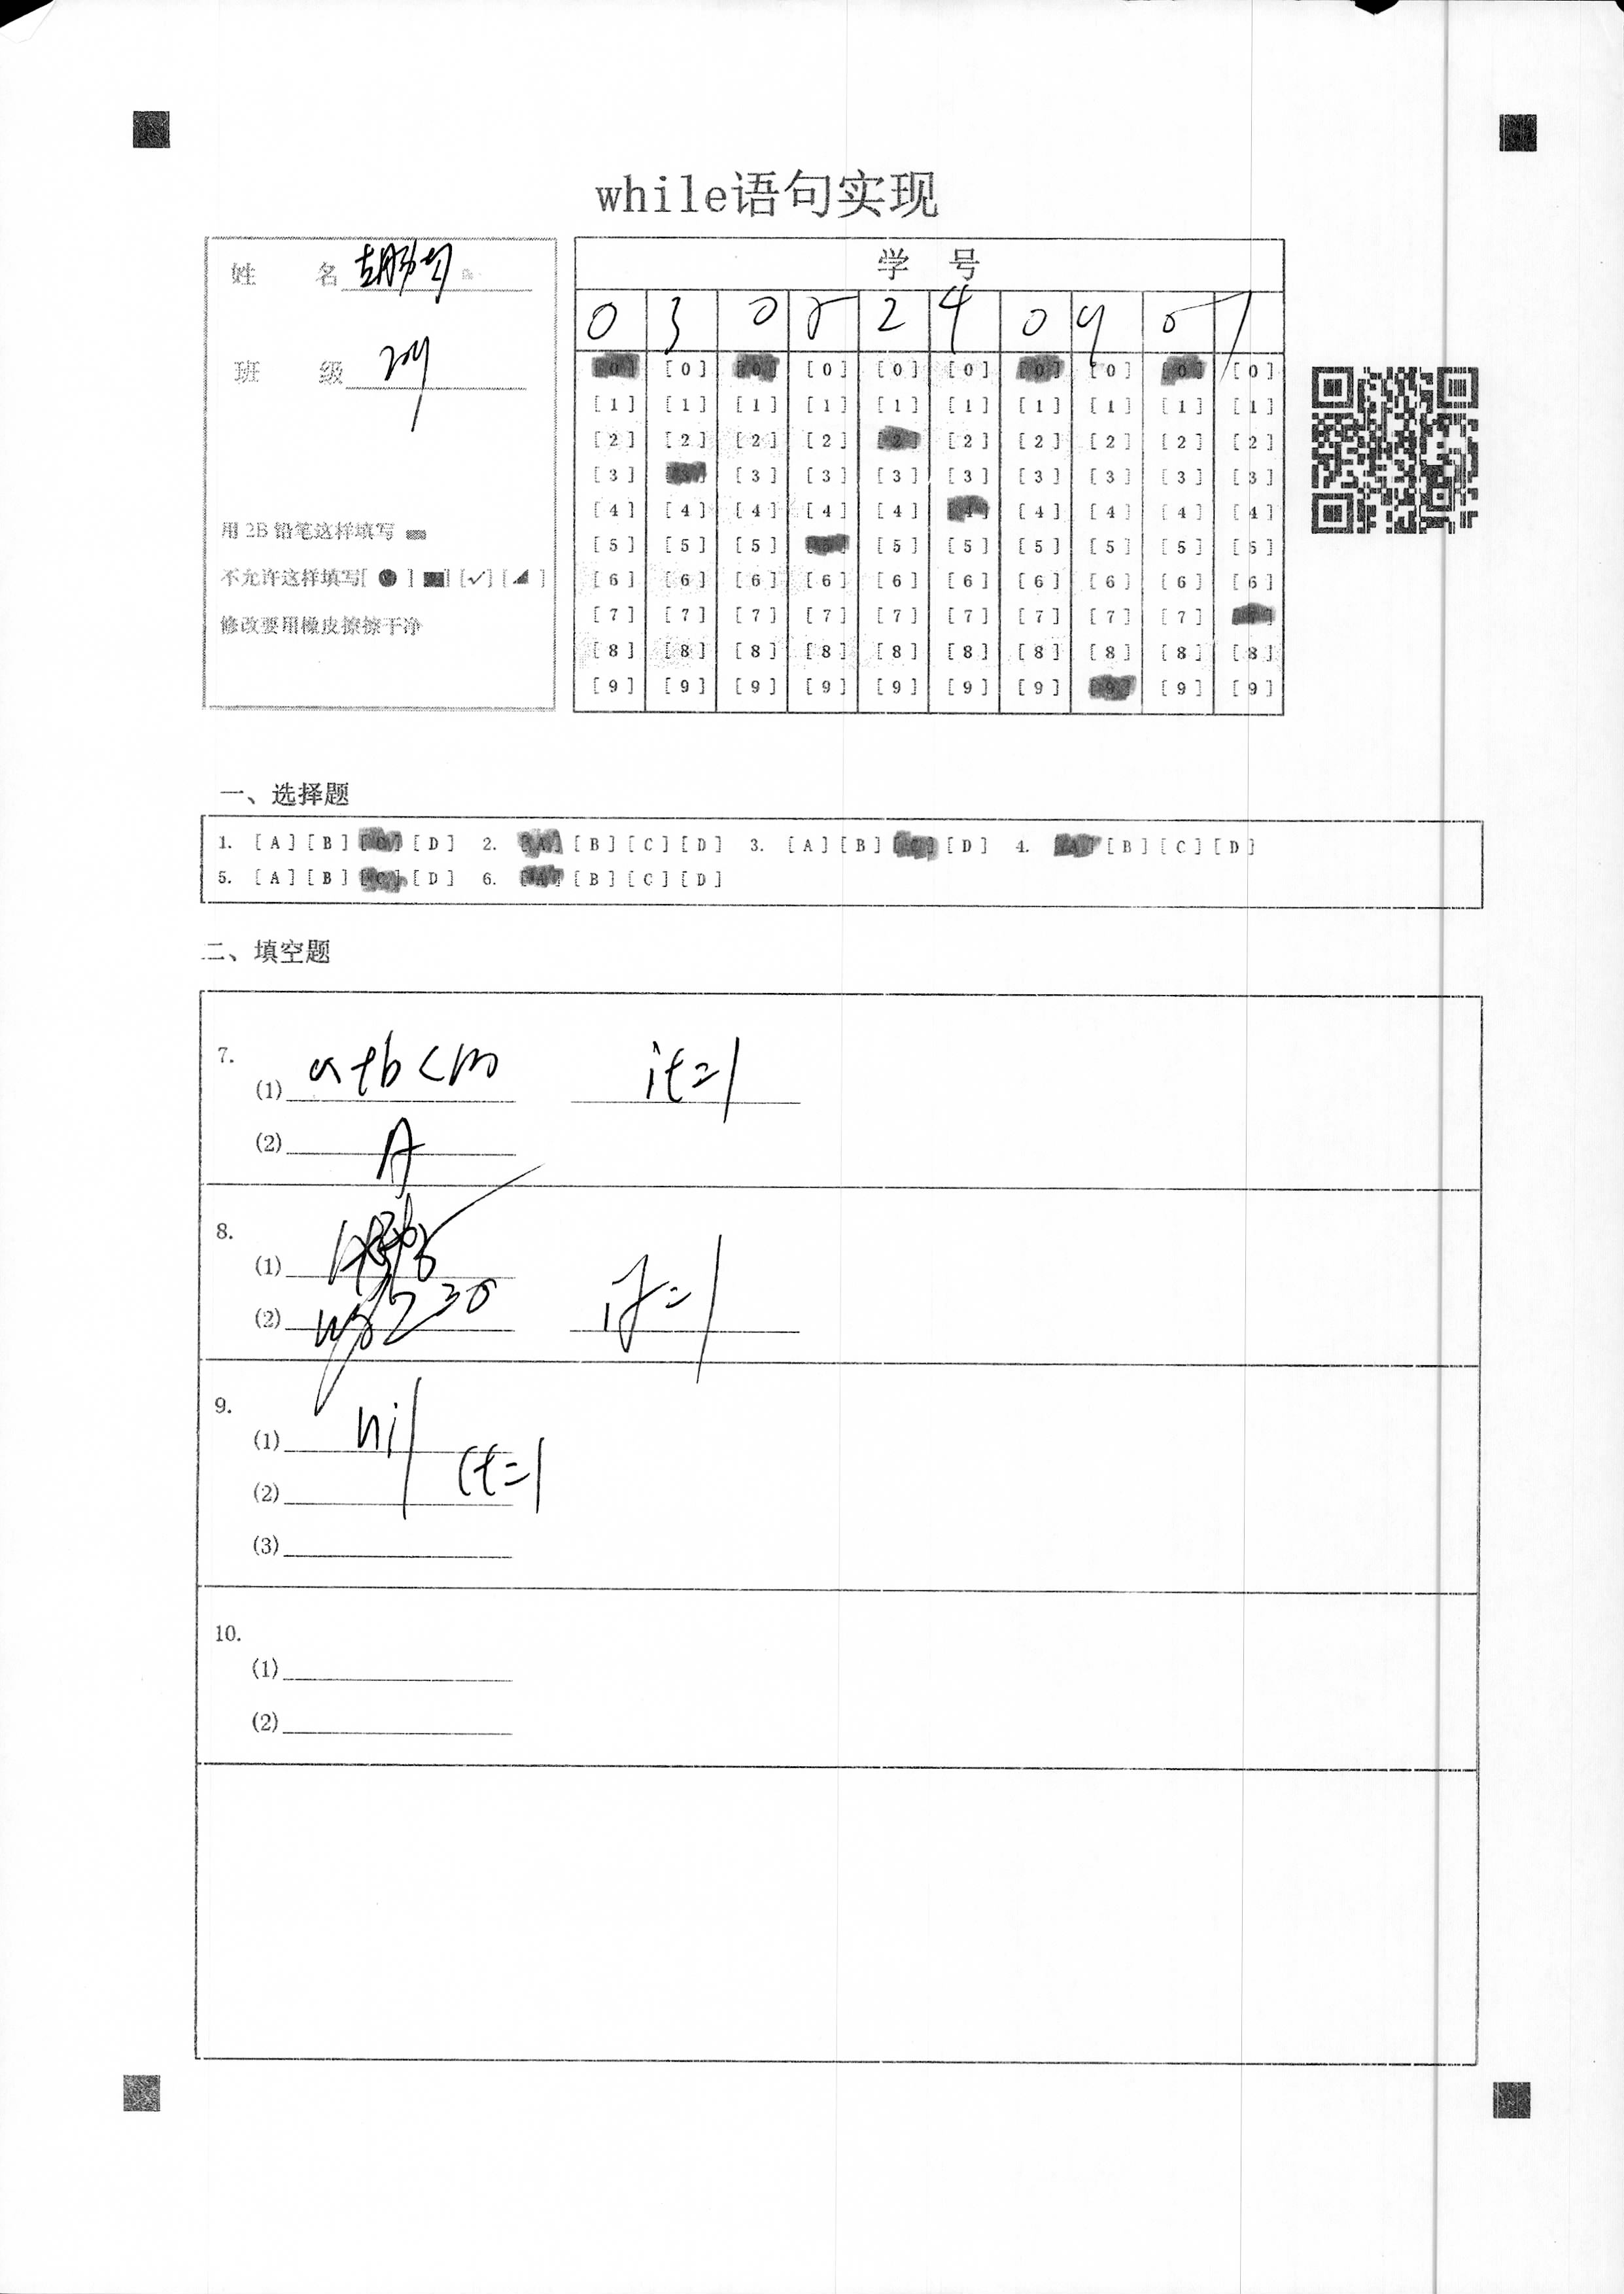 while语句实现
姓 名
班 级 209
用 2B 铅笔这样填写
不允许这样填写[ ● ] ■ [✓] [◢ ]
修改要用橡皮擦擦干净
学 号
0 3 0 5 2 4 0 9 0 7
[0] [0] [0] [0] [0] [0] [0] [0] [0] [0]
[1] [1] [1] [1] [1] [1] [1] [1] [1] [1]
[2] [2] [2] [2] [2] [2] [2] [2] [2] [2]
[3] [3] [3] [3] [3] [3] [3] [3] [3] [3]
[4] [4] [4] [4] [4] [4] [4] [4] [4] [4]
[5] [5] [5] [5] [5] [5] [5] [5] [5] [5]
[6] [6] [6] [6] [6] [6] [6] [6] [6] [6]
[7] [7] [7] [7] [7] [7] [7] [7] [7] [7]
[8] [8] [8] [8] [8] [8] [8] [8] [8] [8]
[9] [9] [9] [9] [9] [9] [9] [9] [9] [9]
一、选择题
1. [A] [B] [C] [D] 2. [A] [B] [C] [D] 3. [A] [B] [C] [D] 4. [A] [B] [C] [D]
5. [A] [B] [C] [D] 6. [A] [B] [C] [D]
二、填空题
7.
(1) a+b<m i+=1
(2) A
8.
(1)
(2)
9.
(1) nil
(2) i+=1
(3)
10.
(1)
(2)